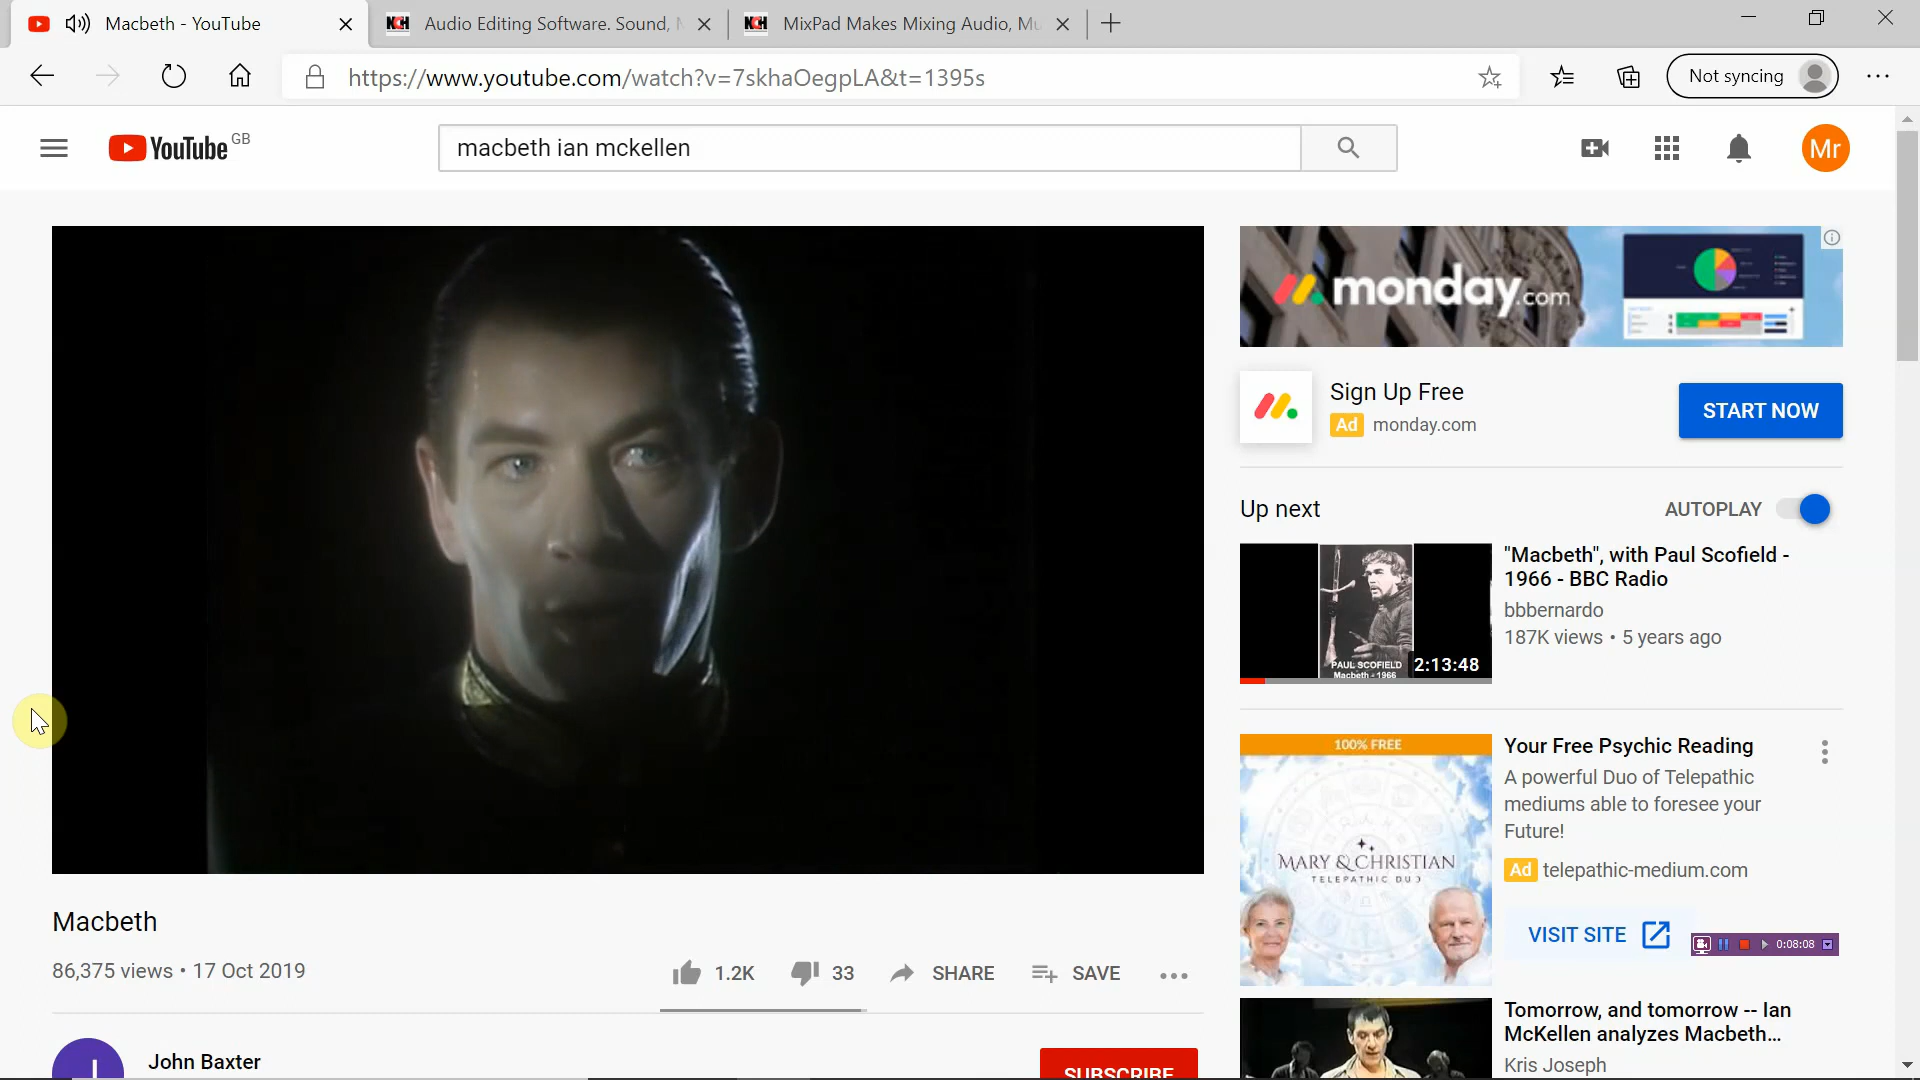 Macbeth - YouTube
Audio Editing Software. Sound,
MixPad Makes Mixing Audio, Mu
https://www.youtube.com/watch?v=7skhaOegpLA&t=1395s
Not syncing
YouTube GB
macbeth ian mckellen
Mr
monday.com
Sign Up Free
Ad monday.com
START NOW
Up next
AUTOPLAY
PAUL SCOFIELD
Macbeth - 1966
2:13:48
"Macbeth", with Paul Scofield -
1966 - BBC Radio
bbbernardo
187K views • 5 years ago
100% FREE
MARY & CHRISTIAN
TELEPATHIC DUO
Your Free Psychic Reading
A powerful Duo of Telepathic
mediums able to foresee your
Future!
Ad telepathic-medium.com
VISIT SITE
0:08:08
Macbeth
86,375 views • 17 Oct 2019
1.2K
33
SHARE
SAVE
John Baxter
SUBSCRIBE
Tomorrow, and tomorrow -- Ian
McKellen analyzes Macbeth...
Kris Joseph